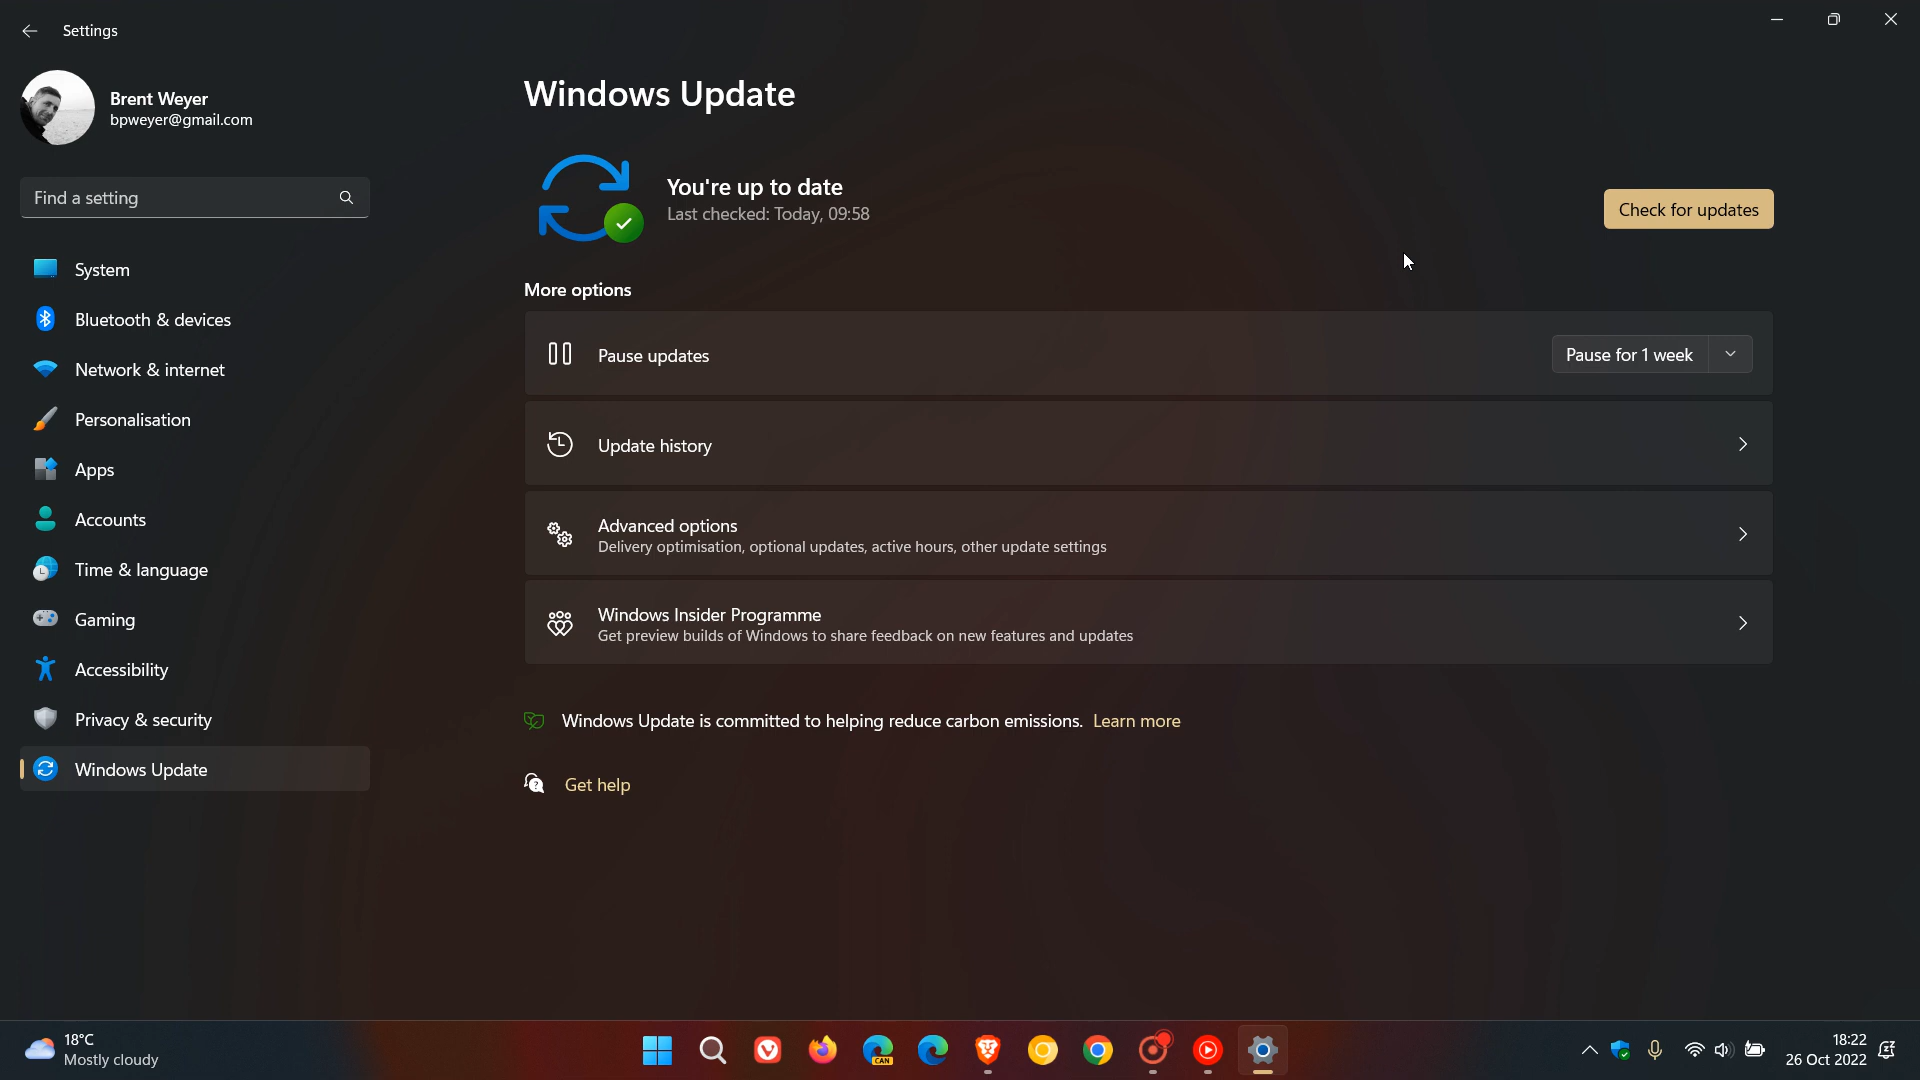 Settings
Brent Weyer
bpweyer@gmail.com
Find a setting
System
Bluetooth & devices
Network & internet
Personalisation
Apps
Accounts
Time & language
Gaming
Accessibility
Privacy & security
Windows Update
Windows Update
You're up to date
Last checked: Today, 09:58
Check for updates
More options
Pause updates
Pause for 1 week
Update history
Advanced options
Delivery optimisation, optional updates, active hours, other update settings
Windows Insider Programme
Get preview builds of Windows to share feedback on new features and updates
Windows Update is committed to helping reduce carbon emissions. Learn more
Get help
18°C
Mostly cloudy
CAN
18:22
26 Oct 2022